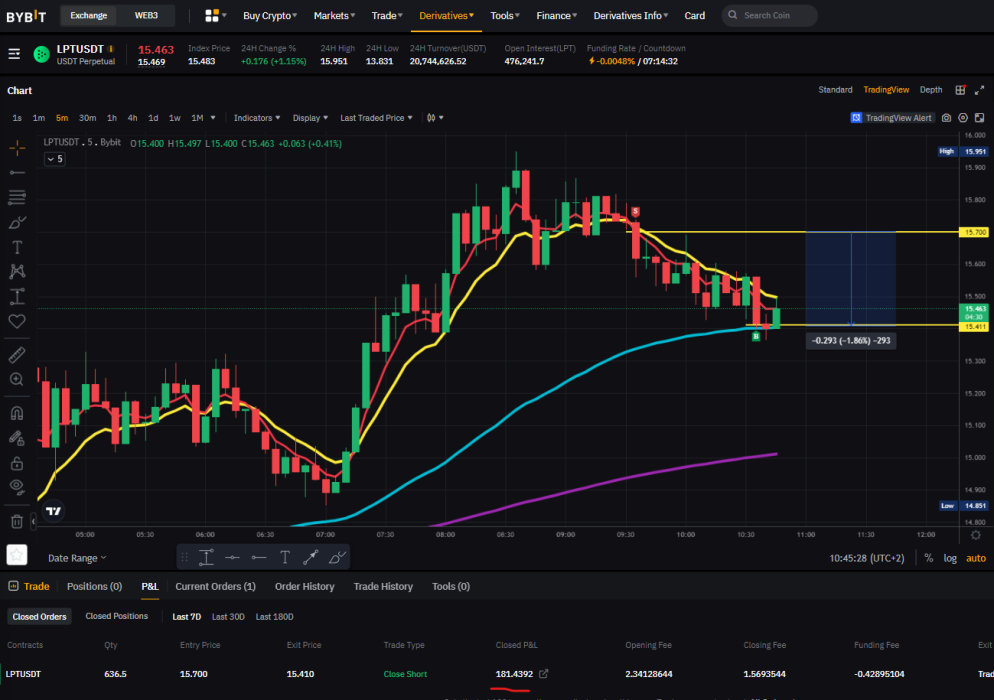 BYBIT Exchange WEB3 Buy Crypto Markets Trade Derivatives Tools Finance Derivatives Info Card Search Coin
LPTUSDT 15.463 Index Price 24H Change % 24H High 24H Low 24H Turnover(USDT) Open Interest(LPT) Funding Rate / Countdown
USDT Perpetual 15.469 15.483 +0.176 (+1.15%) 15.951 13.831 20,744,626.52 476,241.7 -0.0048% / 07:14:32
Chart Standard TradingView Depth
1s 1m 5m 30m 1h 4h 1d 1w 1M Indicators Display Last Traded Price TradingView Alert
LPTUSDT . 5 . Bybit O15.400 H15.497 L15.400 C15.463 +0.063 (+0.41%)
5
16.000
High 15.951
15.900
15.800
S
15.700
15.600
15.500
15.463
04:30
15.411
B
-0.293 (-1.86%) -293
15.300
15.200
15.100
15.000
14.900
Low 14.851
14.800
05:00 05:30 06:00 06:30 07:00 07:30 08:00 08:30 09:00 09:30 10:00 10:30 11:00 11:30 12:00
Date Range 10:45:28 (UTC+2) % log auto
Trade Positions (0) P&L Current Orders (1) Order History Trade History Tools (0)
Closed Orders Closed Positions Last 7D Last 30D Last 180D
Contracts Qty Entry Price Exit Price Trade Type Closed P&L Opening Fee Closing Fee Funding Fee Exit
LPTUSDT 636.5 15.700 15.410 Close Short 181.4392 2.34128644 1.5693544 -0.42895104 Trad